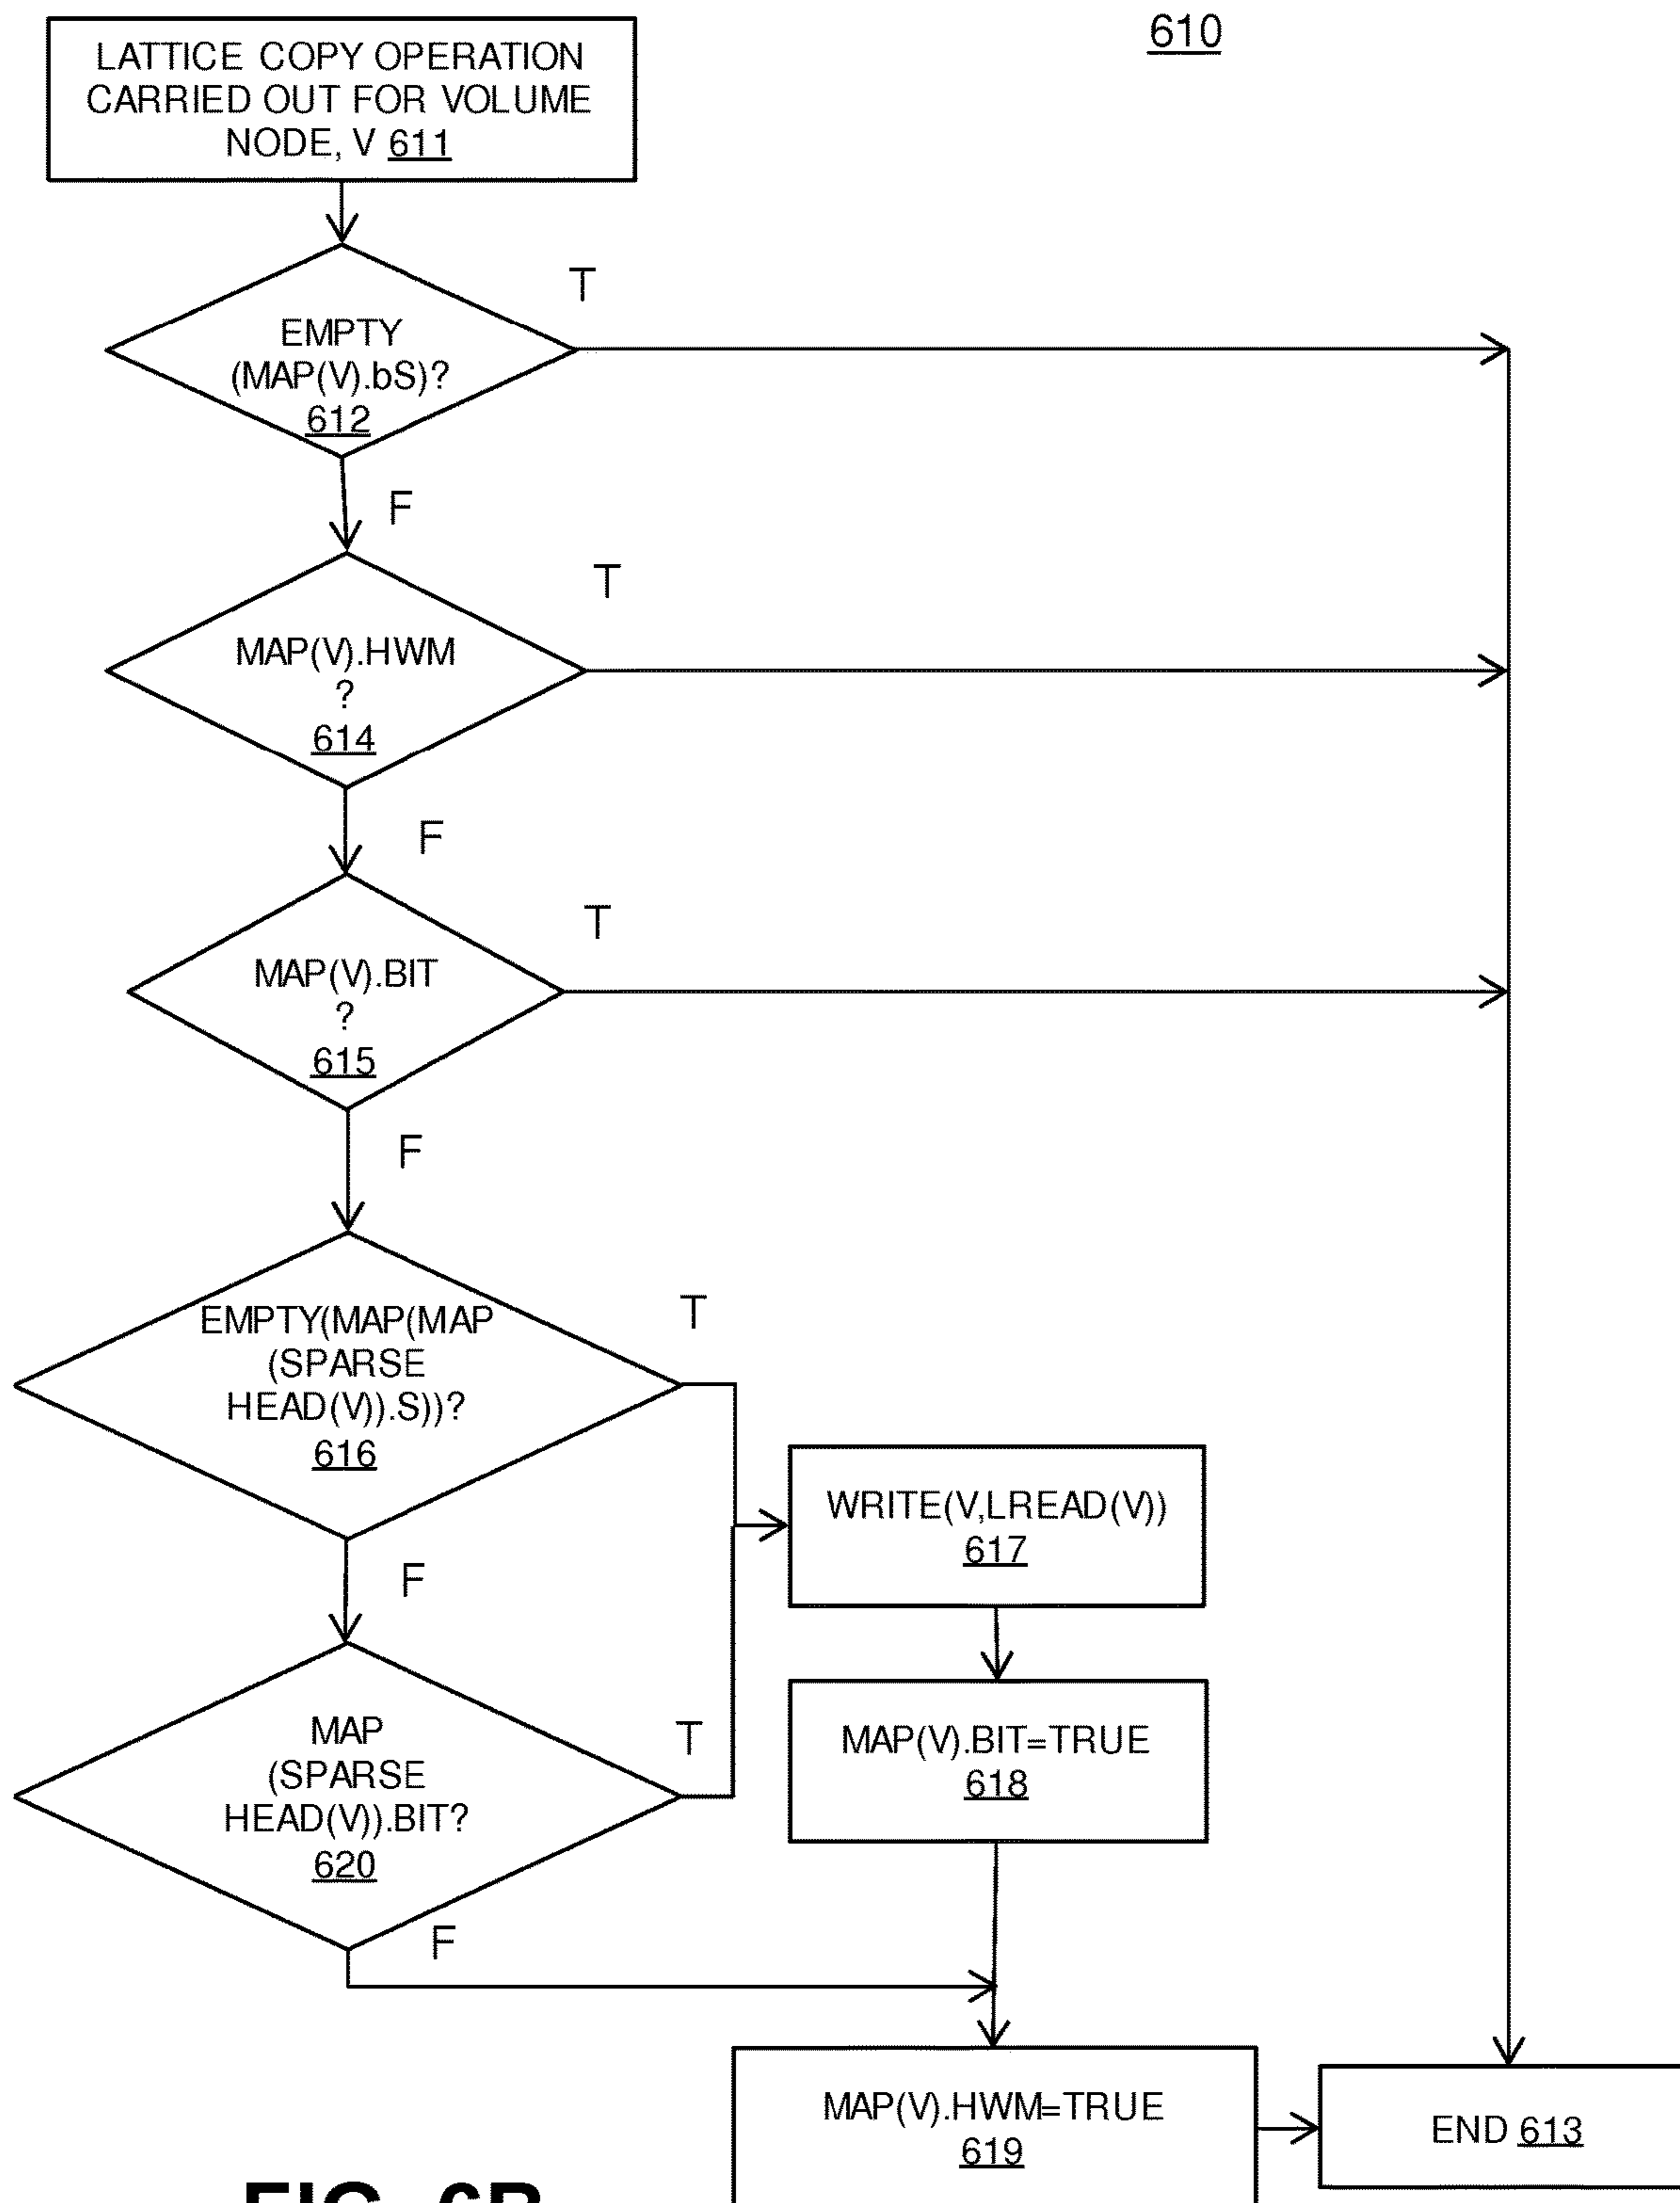 610
LATTICE COPY OPERATION
CARRIED OUT FOR VOLUME
NODE, V 611
T
EMPTY
(MAP(V).bS)?
612
F
T
MAP(V).HWM
?
614
F
T
MAP(V).BIT
?
615
F
T
EMPTY(MAP(MAP
(SPARSE
HEAD(V)).S))?
616
WRITE(V,LREAD(V))
617
F
MAP
(SPARSE
HEAD(V)).BIT?
620
T
MAP(V).BIT=TRUE
618
F
MAP(V).HWM=TRUE
619
END 613
FIG. 6B